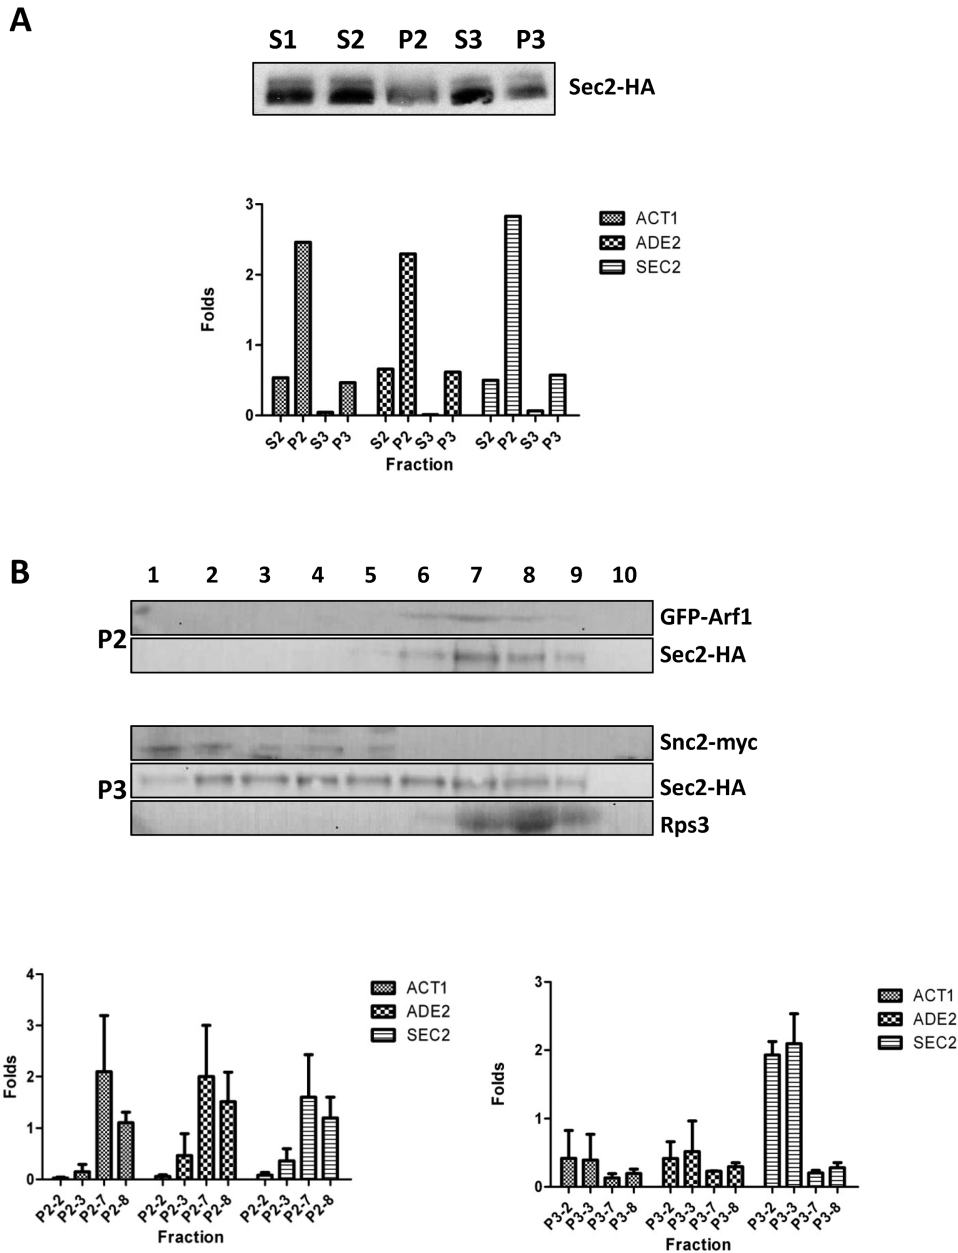 A
S1 S2 P2 S3 P3
Sec2-HA
3
2
1
0
Folds
S2 P2 S3 P3 S2 P2 S3 P3 S2 P2 S3 P3
Fraction
ACT1
ADE2
SEC2
B
1 2 3 4 5 6 7 8 9 10
P2
GFP-Arf1
Sec2-HA
P3
Snc2-myc
Sec2-HA
Rps3
4
3
2
1
0
Folds
P2-2 P2-3 P2-7 P2-8 P2-2 P2-3 P2-7 P2-8 P2-2 P2-3 P2-7 P2-8
Fraction
ACT1
ADE2
SEC2
3
2
1
0
Folds
P3-2 P3-3 P3-7 P3-8 P3-2 P3-3 P3-7 P3-8 P3-2 P3-3 P3-7 P3-8
Fraction
ACT1
ADE2
SEC2